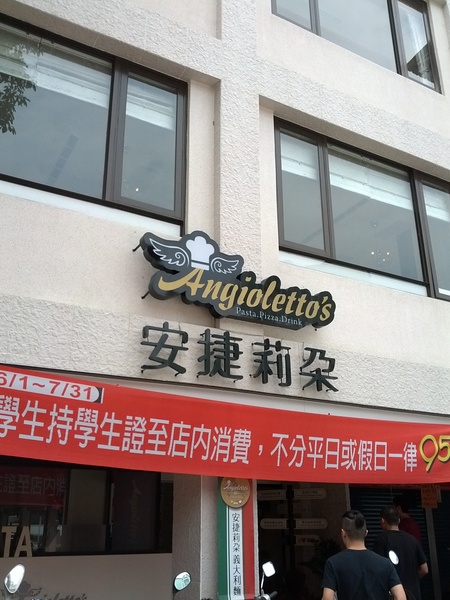 Angioletto's
Pasta.Pizza.Drink
安捷莉朵
6/1~7/31
學生持學生證至店內消費，不分平日或假日一律95
安捷莉朵義大利麵